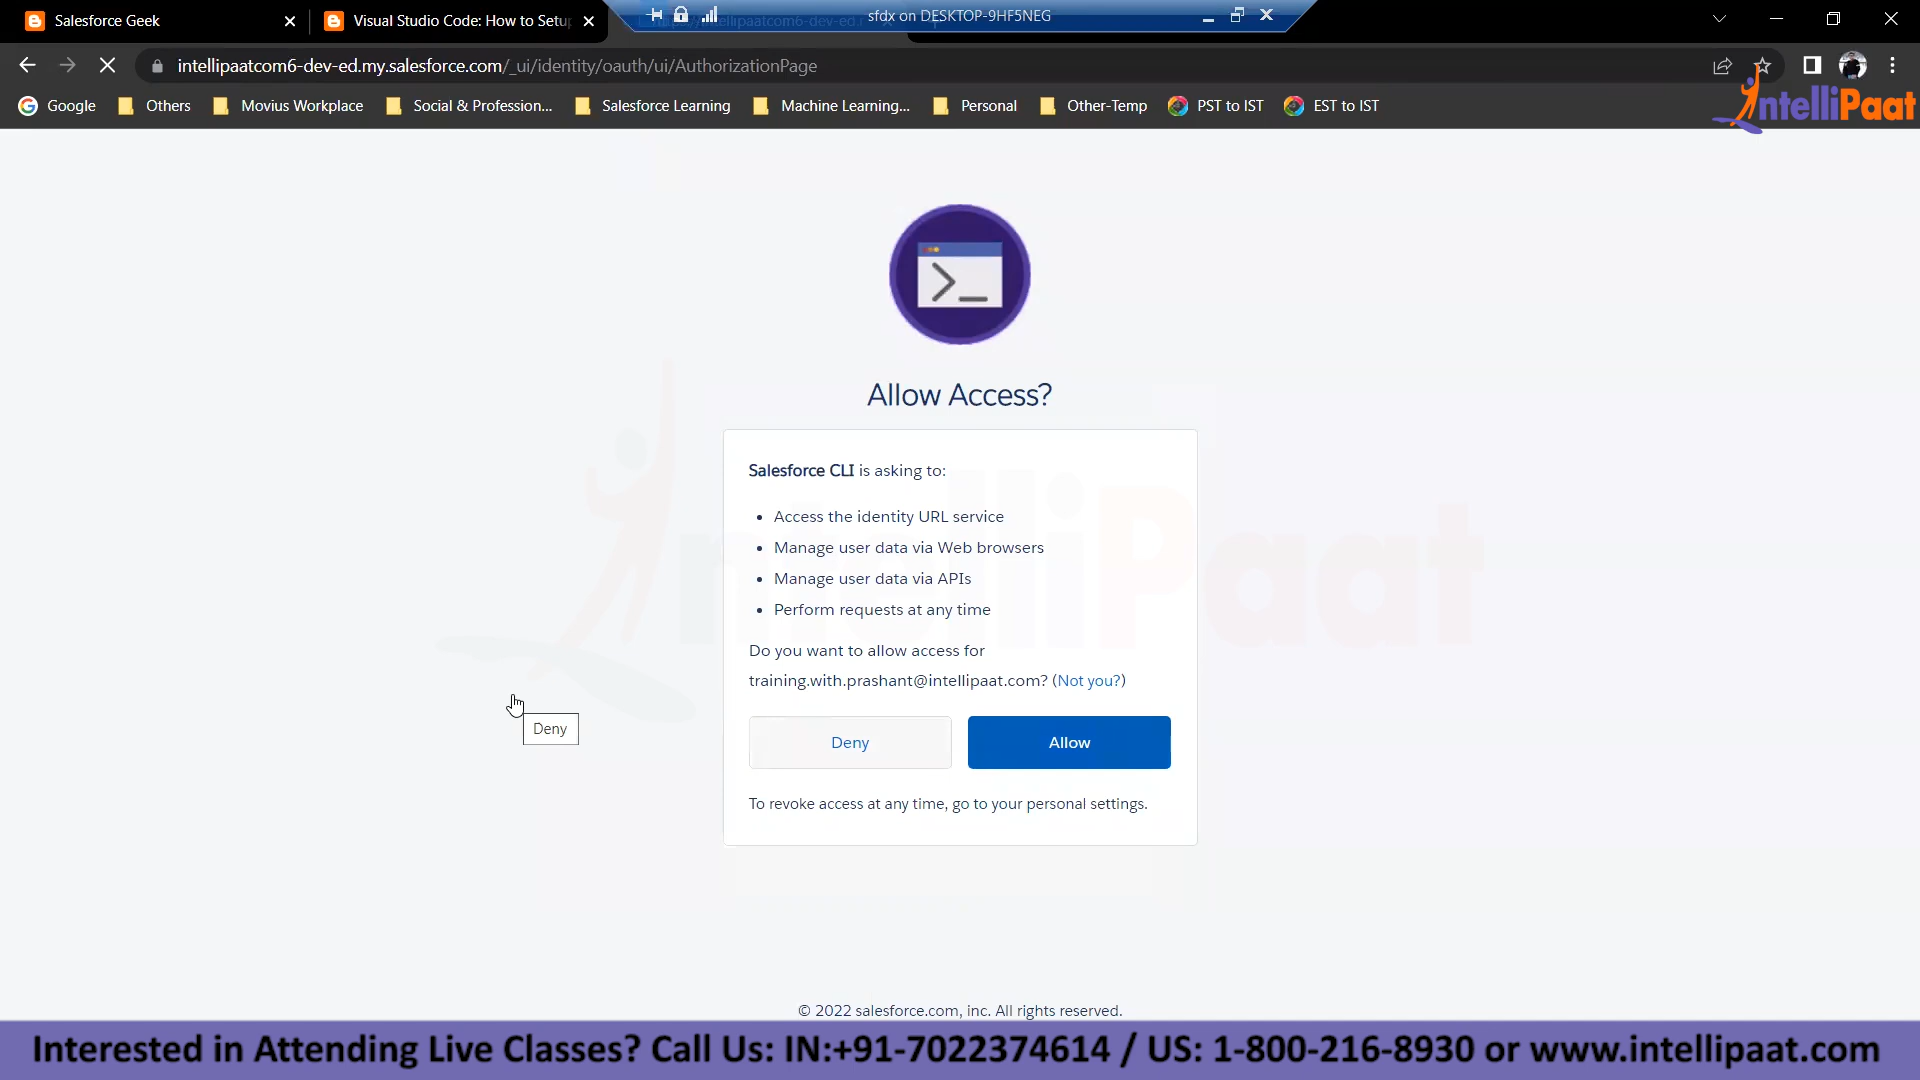 Salesforce Geek
Visual Studio Code: How to Setup
sfdx on DESKTOP-9HF5NEG
intellipaatcom6-dev-ed.my.salesforce.com/_ui/identity/oauth/ui/AuthorizationPage
Google Others Movius Workplace Social & Profession... Salesforce Learning Machine Learning... Personal Other-Temp PST to IST EST to IST
IntelliPaat
Allow Access?
Salesforce CLI is asking to:
• Access the identity URL service
• Manage user data via Web browsers
• Manage user data via APIs
• Perform requests at any time
Do you want to allow access for
training.with.prashant@intellipaat.com? (Not you?)
Deny
Deny
Allow
To revoke access at any time, go to your personal settings.
IntelliPaat
© 2022 salesforce.com, inc. All rights reserved.
Interested in Attending Live Classes? Call Us: IN:+91-7022374614 / US: 1-800-216-8930 or www.intellipaat.com